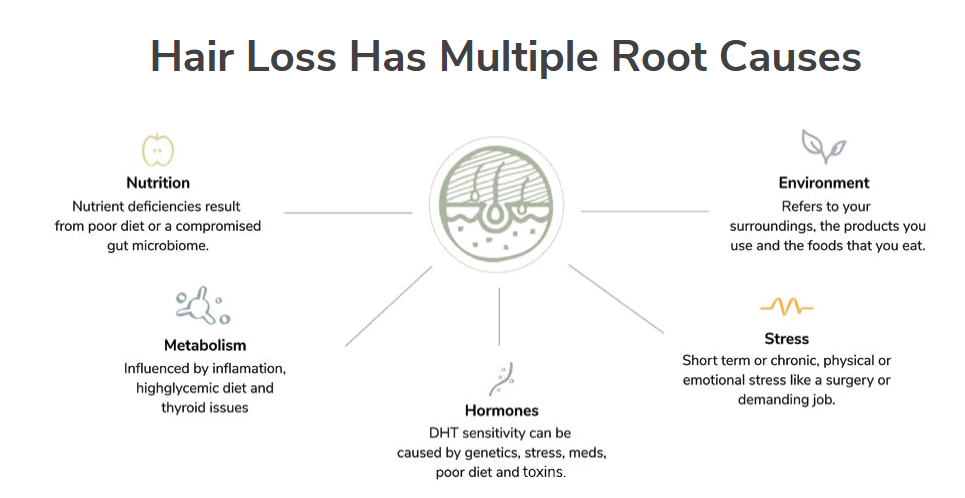 Hair Loss Has Multiple Root Causes
Nutrition
Nutrient deficiencies result
from poor diet or a compromised
gut microbiome.
Environment
Refers to your
surroundings, the products you
use and the foods that you eat.
Metabolism
Influenced by inflamation,
highglycemic diet and
thyroid issues
Stress
Short term or chronic, physical or
emotional stress like a surgery or
demanding job.
Hormones
DHT sensitivity can be
caused by genetics, stress, meds,
poor diet and toxins.